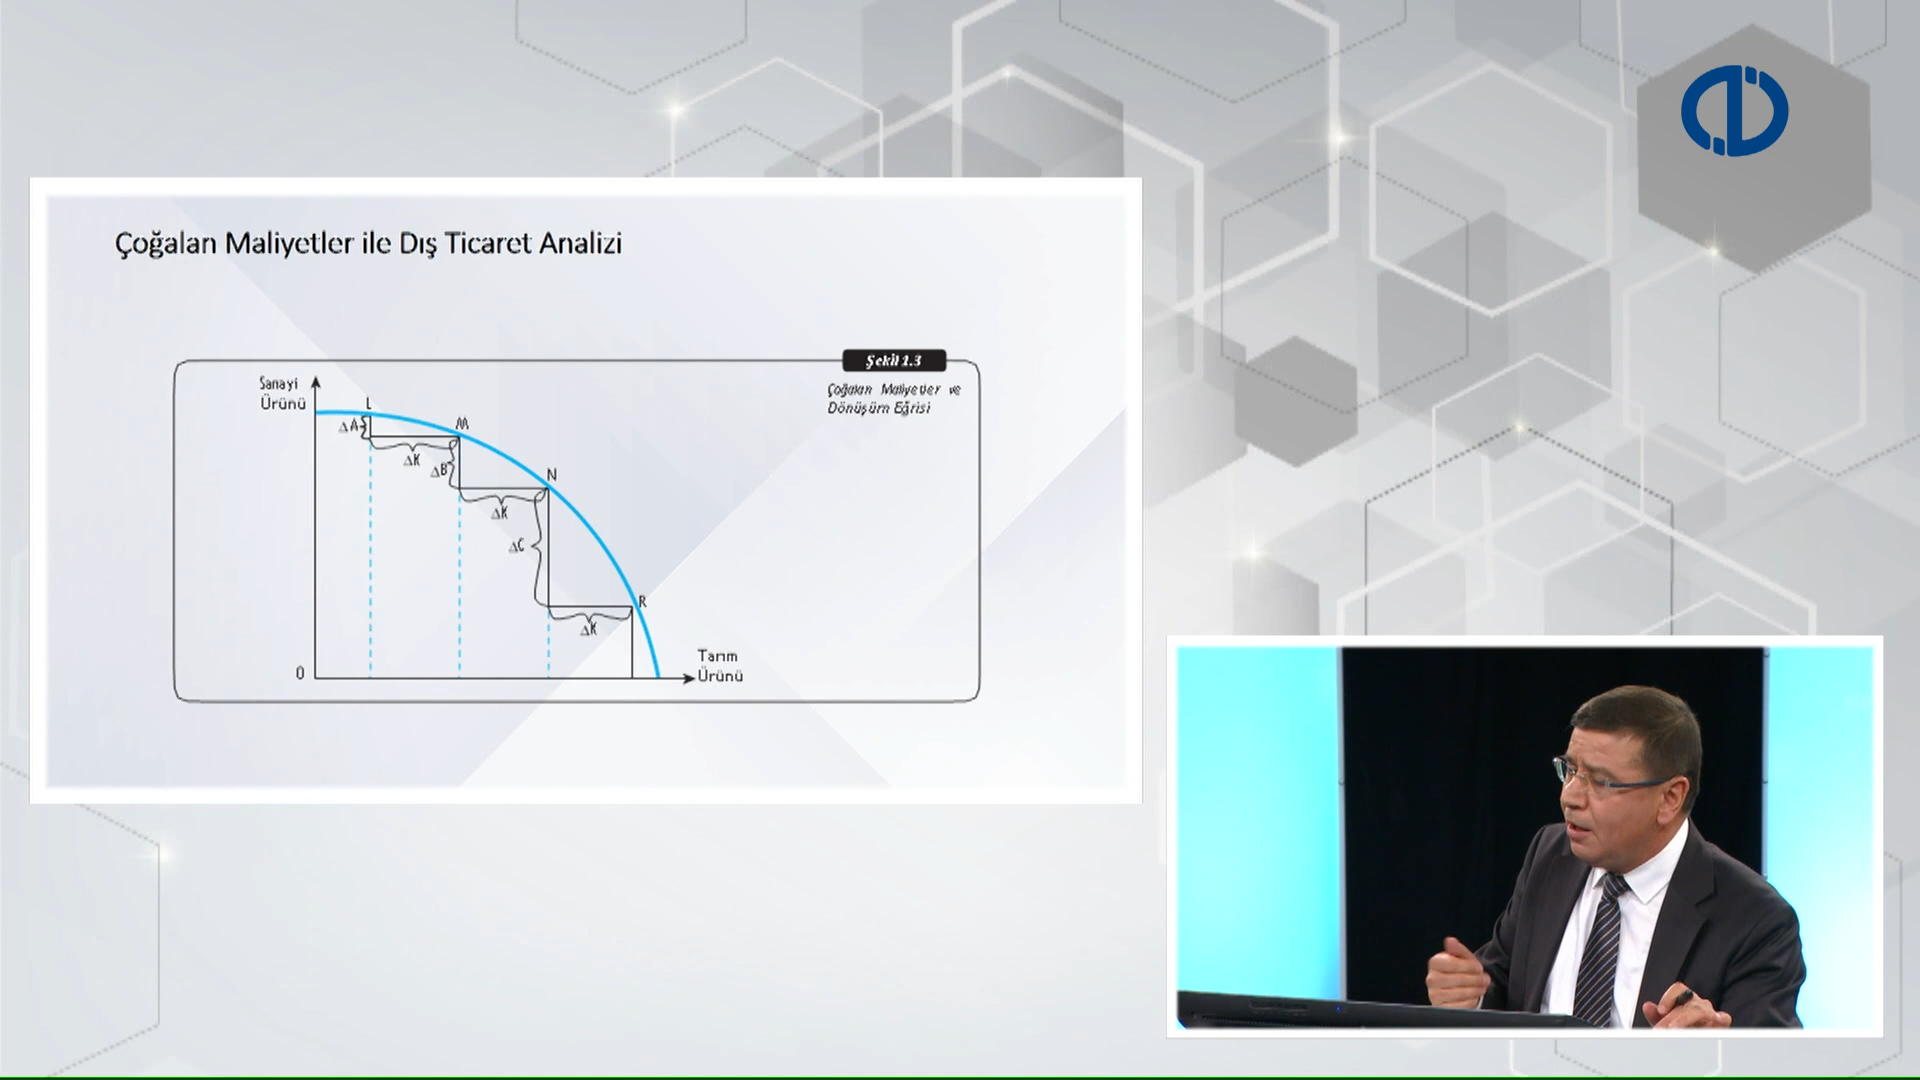 Çoğalan Maliyetler ile Dış Ticaret Analizi
Şekil 1.3
Çoğalan Maliyetler ve
Dönüşüm Eğrisi
Sanayi
Ürünü
L
ΔA
M
ΔK
ΔB
N
ΔK
ΔC
R
ΔK
Tarım
Ürünü
0